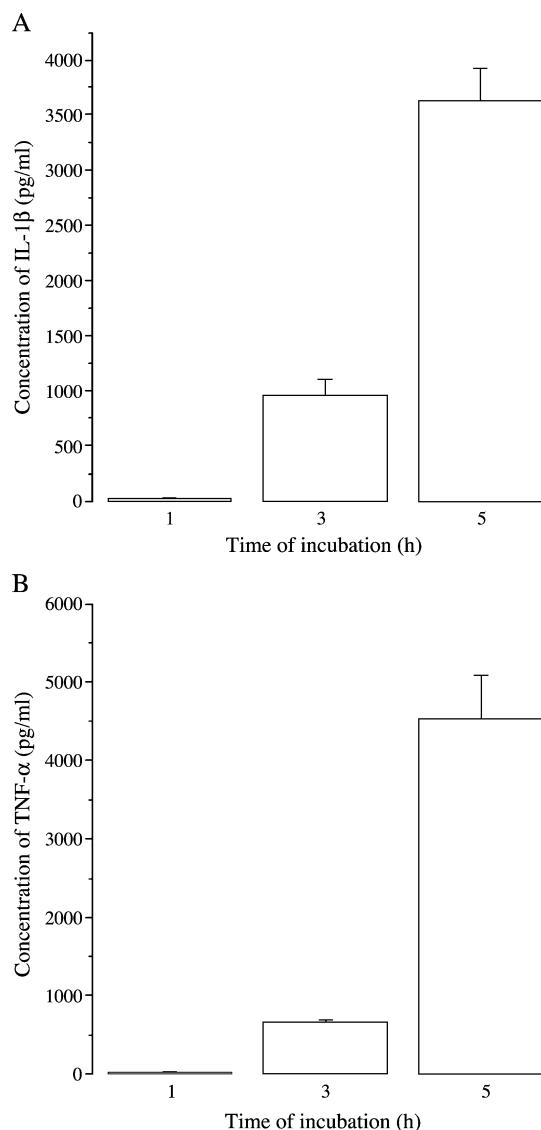 A
4000
3500
3000
2500
2000
1500
1000
500
0
Concentration of IL-1β (pg/ml)
1 3 5
Time of incubation (h)
B
6000
5000
4000
3000
2000
1000
0
Concentration of TNF-α (pg/ml)
1 3 5
Time of incubation (h)